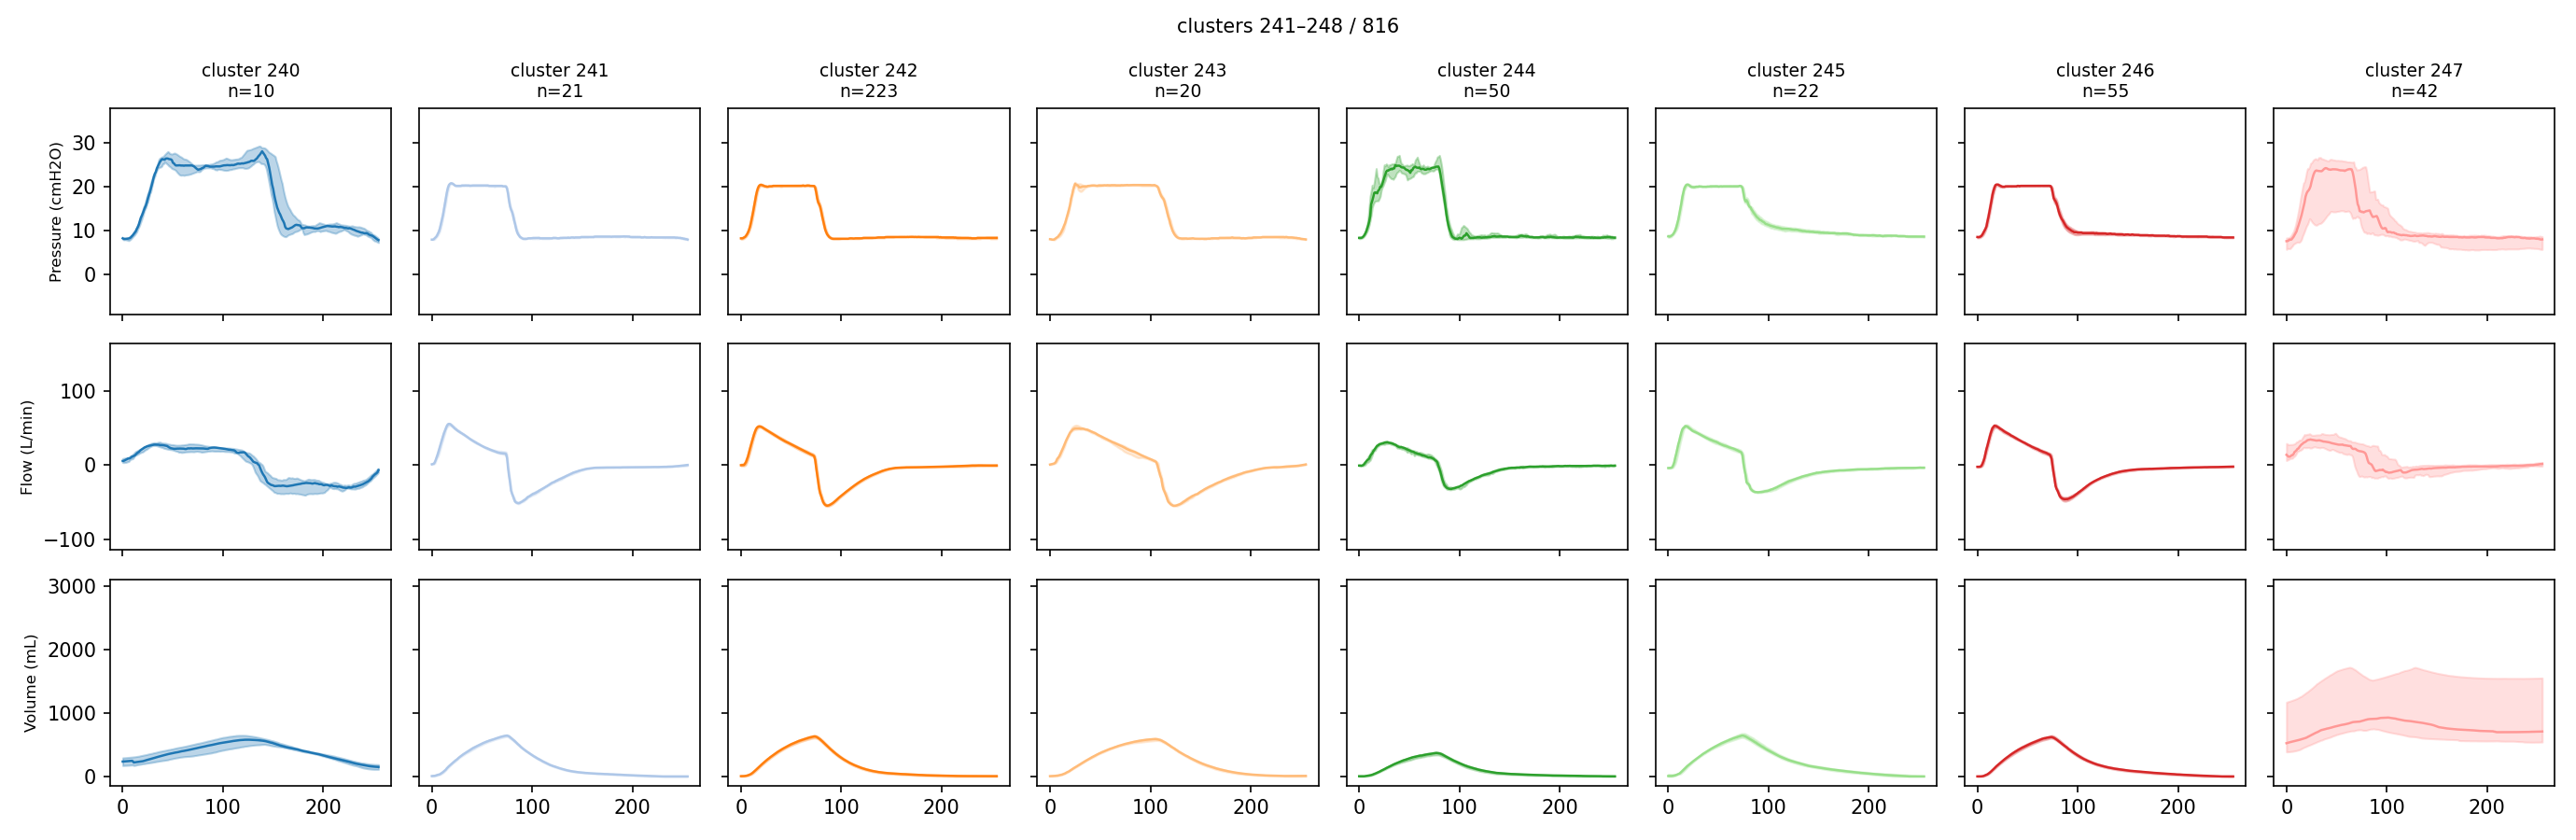 clusters 241–248 / 816
cluster 240
n=10
cluster 241
n=21
cluster 242
n=223
cluster 243
n=20
cluster 244
n=50
cluster 245
n=22
cluster 246
n=55
cluster 247
n=42
Pressure (cmH2O)
30
20
10
0
Flow (L/min)
100
0
−100
Volume (mL)
3000
2000
1000
0
0 100 200
0 100 200
0 100 200
0 100 200
0 100 200
0 100 200
0 100 200
0 100 200